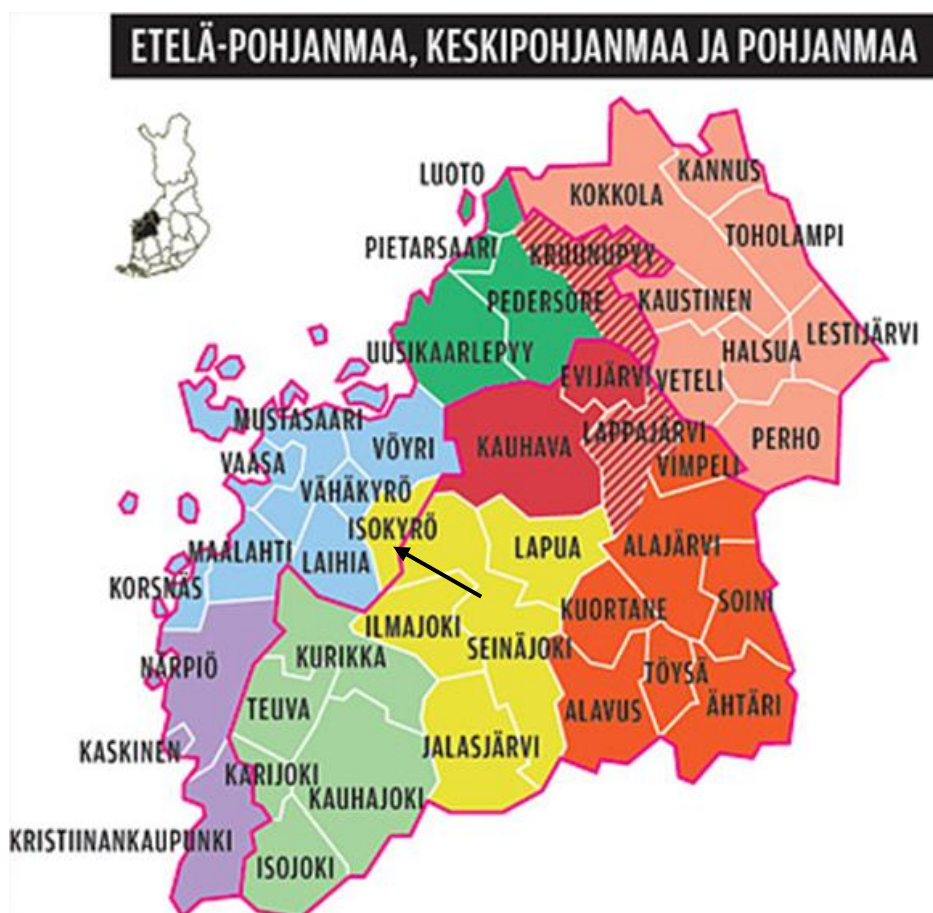 ETELÄ-POHJANMAA, KESKIPOHJANMAA JA POHJANMAA
LUOTO
KANNUS
KOKKOLA
TOHOLAMPI
PIETARSAARI
KRUUNUPYY
PEDERSÖRE
KAUSTINEN
LESTIJÄRVI
UUSIKAARLEPYY
HALSUA
EVIJÄRVI
VETELI
MUSTASAARI
VÖYRI
KAUHAVA
LAPPAJÄRVI
PERHO
VAASA
VIMPELI
VÄHÄKYRÖ
ISOKYRÖ
MAALAHTI
LAIHIA
LAPUA
ALAJÄRVI
KORSNÄS
KUORTANE
SOINI
ILMAJOKI
SEINÄJOKI
NÄRPIÖ
KURIKKA
TÖYSÄ
TEUVA
ALAVUS
ÄHTÄRI
KASKINEN
JALASJÄRVI
KARIJOKI
KAUHAJOKI
KRISTIINANKAUPUNKI
ISOJOKI